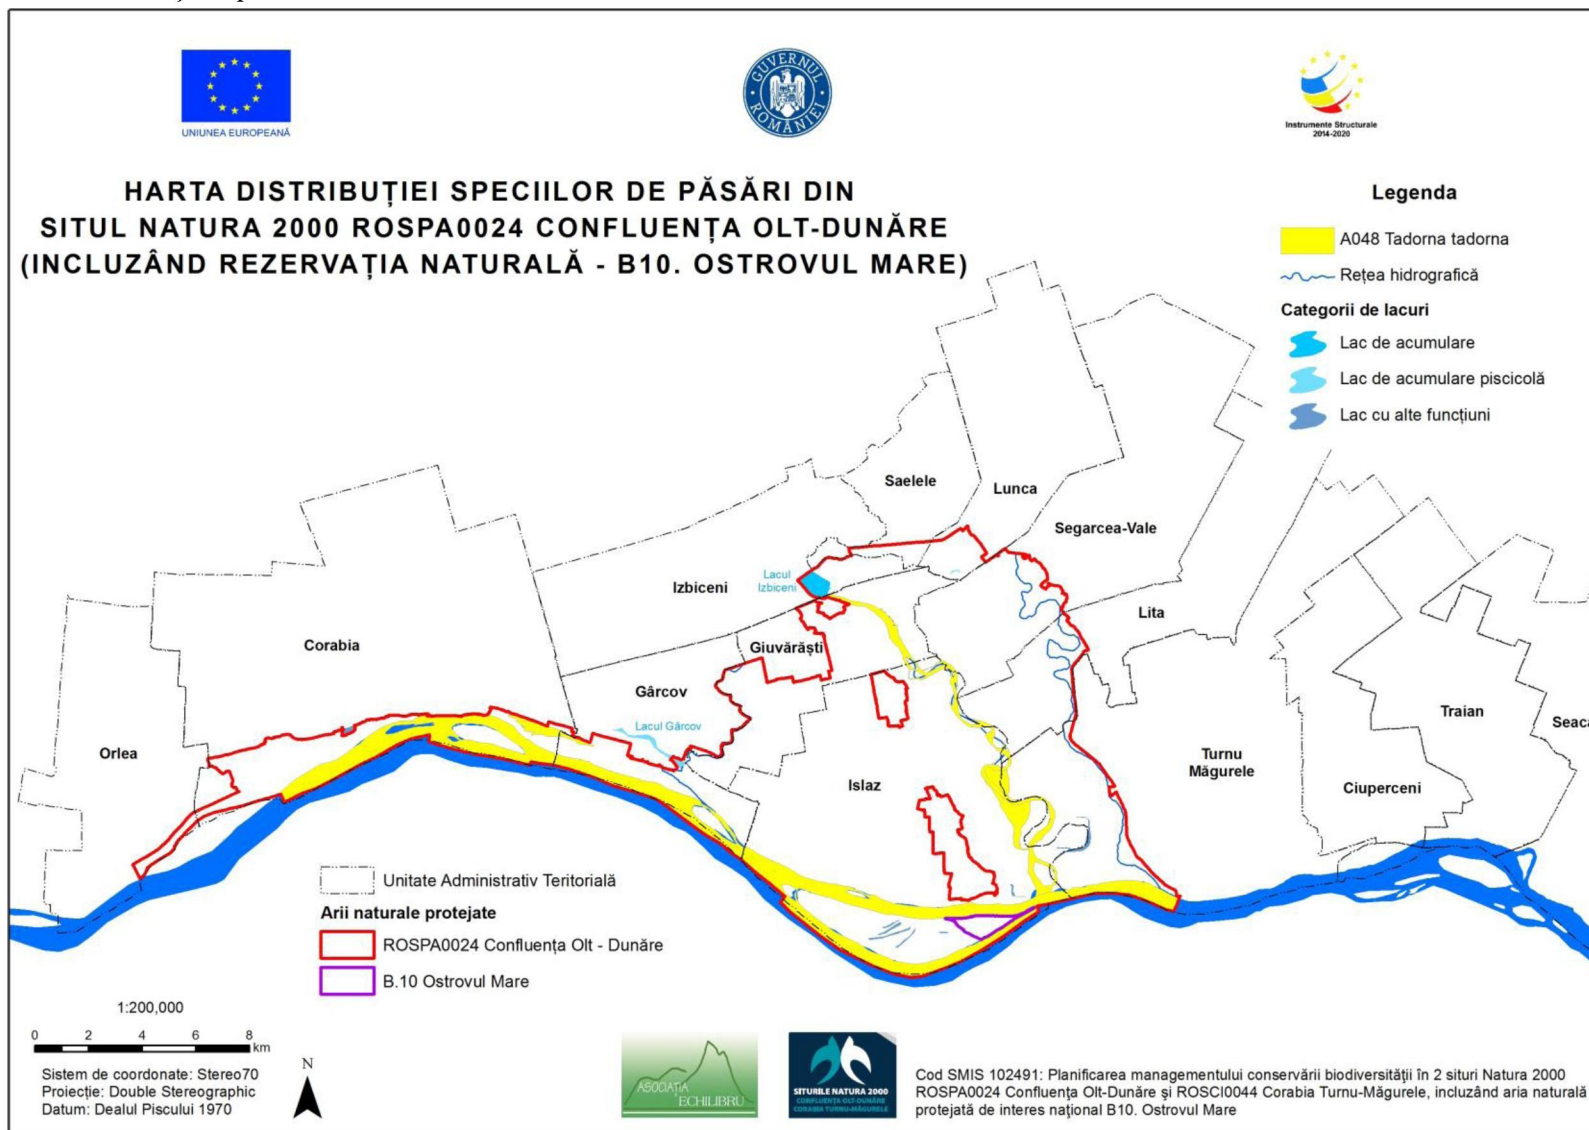 UNIUNEA EUROPEANĂ
GUVERNUL ROMÂNIEI
Instrumente Structurale
2014-2020
HARTA DISTRIBUȚIEI SPECIILOR DE PĂSĂRI DIN
SITUL NATURA 2000 ROSPA0024 CONFLUENȚA OLT-DUNĂRE
(INCLUZÂND REZERVAȚIA NATURALĂ - B10. OSTROVUL MARE)
Legenda
A048 Tadorna tadorna
Rețea hidrografică
Categorii de lacuri
Lac de acumulare
Lac de acumulare piscicolă
Lac cu alte funcțiuni
Saelele
Lunca
Segarcea-Vale
Izbiceni
Lacul
Izbiceni
Lita
Corabia
Giuvărăști
Gârcov
Lacul Gârcov
Orlea
Islaz
Turnu
Măgurele
Traian
Seaca
Ciuperceni
Unitate Administrativ Teritorială
Arii naturale protejate
ROSPA0024 Confluența Olt - Dunăre
B.10 Ostrovul Mare
1:200,000
0 2 4 6 8
km
N
Sistem de coordonate: Stereo70
Proiecție: Double Stereographic
Datum: Dealul Piscului 1970
ASOCIAȚIA
ECHILIBRU
SITURILE NATURA 2000
CONFLUENȚA OLT-DUNĂRE
CORABIA TURNU-MĂGURELE
Cod SMIS 102491: Planificarea managementului conservării biodiversității în 2 situri Natura 2000
ROSPA0024 Confluența Olt-Dunăre și ROSCI0044 Corabia Turnu-Măgurele, incluzând aria naturală
protejată de interes național B10. Ostrovul Mare